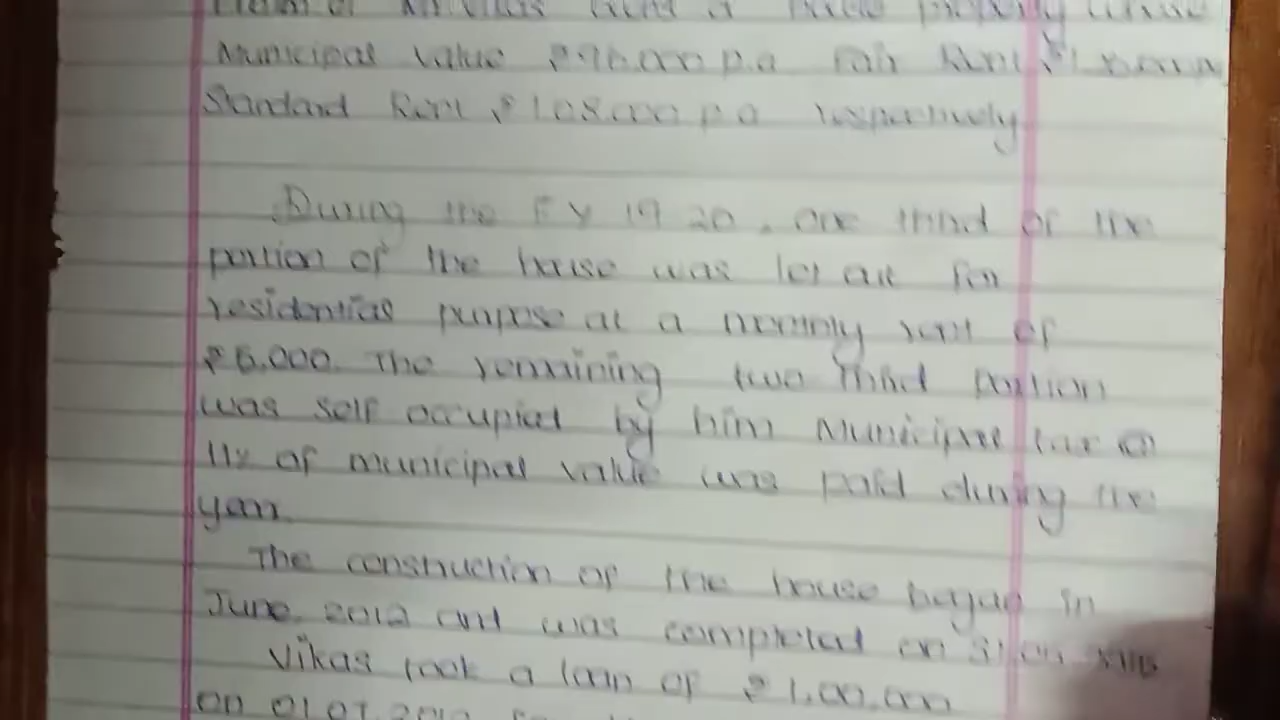 Municipal value ₹96,000 p.a Fair Rent
Standard Rent ₹1,08,000 p.a respectively
During the F Y 19 20, one third of the
portion of the house was let out for
residential purpose at a monthly rent of
The remaining two third portion
was self occupied by him Municipal tax @
11% of municipal value was paid during the
year.
The construction of the house began in
June, 2012 and was completed on
Vikas took a loan of ₹1,00,000
on